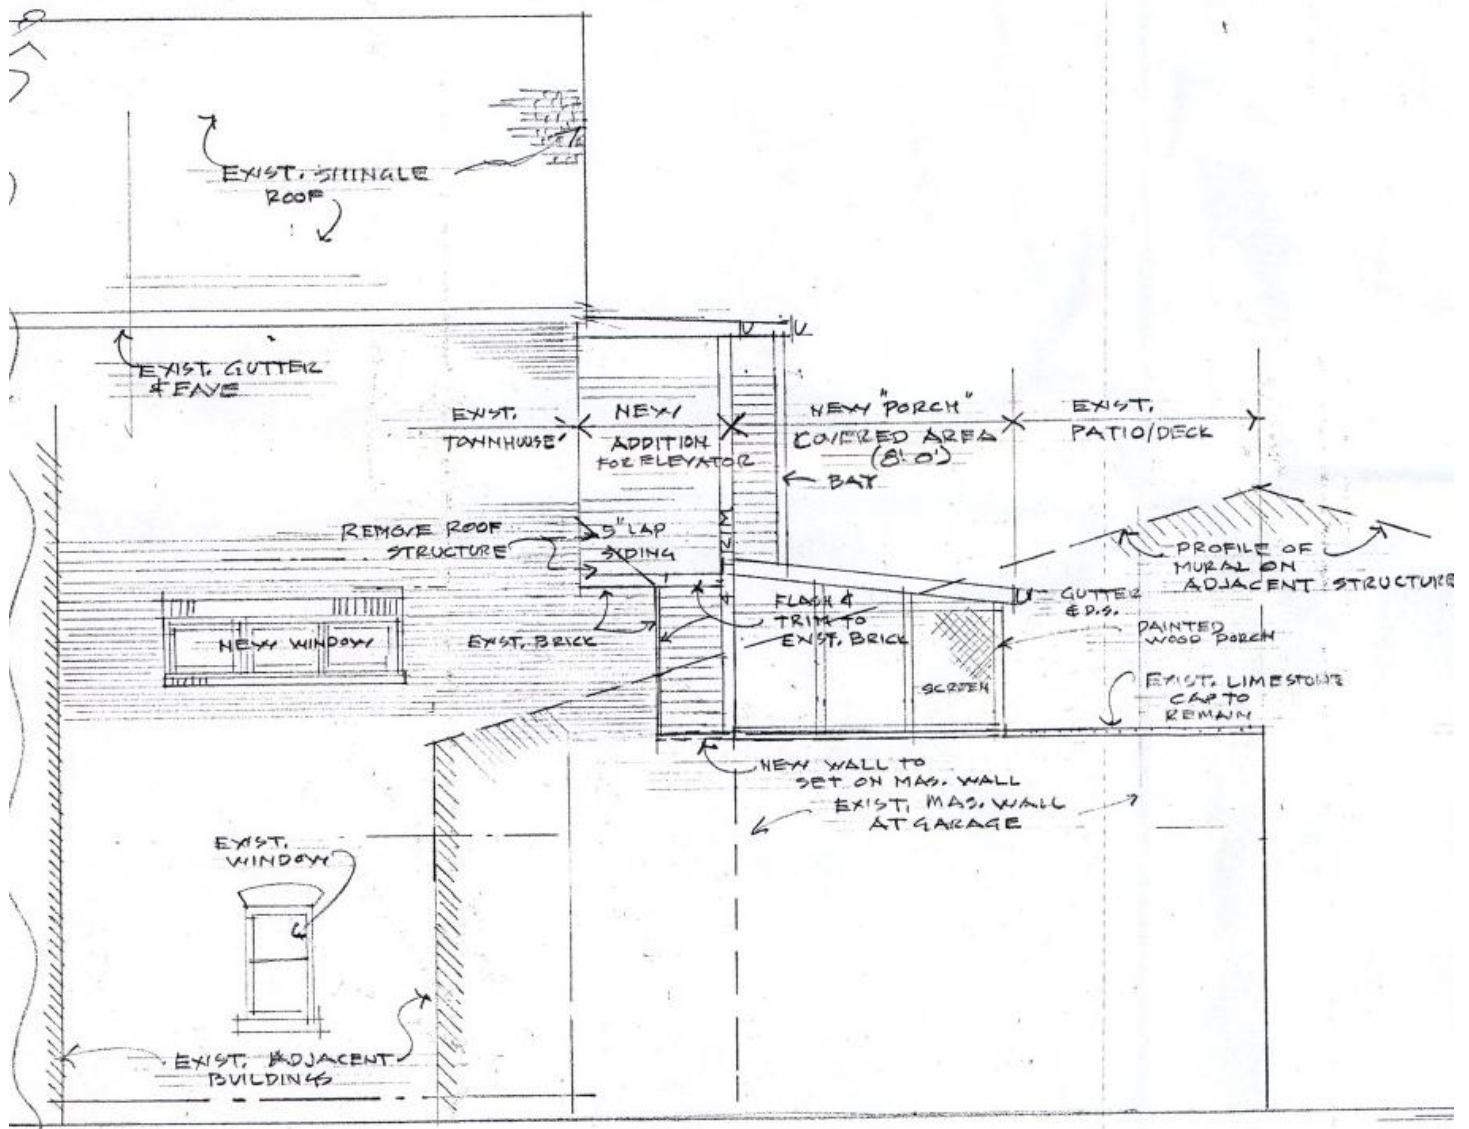 EXIST. SHINGLE
ROOF
EXIST. GUTTER
& EAVE
EXIST.
TOWNHOUSE
NEW
ADDITION
FOR ELEVATOR
NEW "PORCH"
COVERED AREA
(8'-0")
EXIST.
PATIO/DECK
BAY
REMOVE ROOF
STRUCTURE
5" LAP
SIDING
TRIM
PROFILE OF
MURAL ON
ADJACENT STRUCTURE
GUTTER
& D.S.
FLASH &
TRIM TO
EXIST. BRICK
EXIST. BRICK
PAINTED
WOOD PORCH
NEW WINDOW
SCREEN
EXIST. LIMESTONE
CAP TO
REMAIN
NEW WALL TO
SET ON MAS. WALL
EXIST. MAS. WALL
AT GARAGE
EXIST.
WINDOW
EXIST. ADJACENT
BUILDINGS